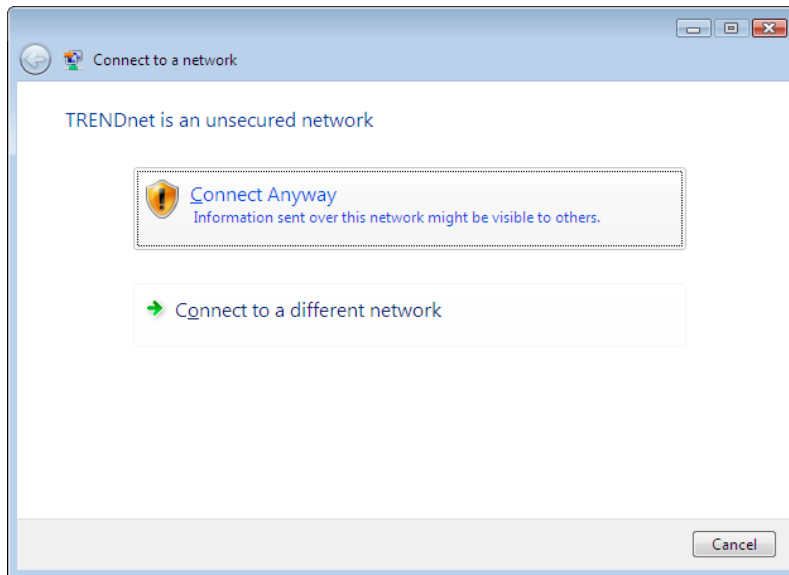 Connect to a network
TRENDnet is an unsecured network
Connect Anyway
Information sent over this network might be visible to others.
Connect to a different network
Cancel